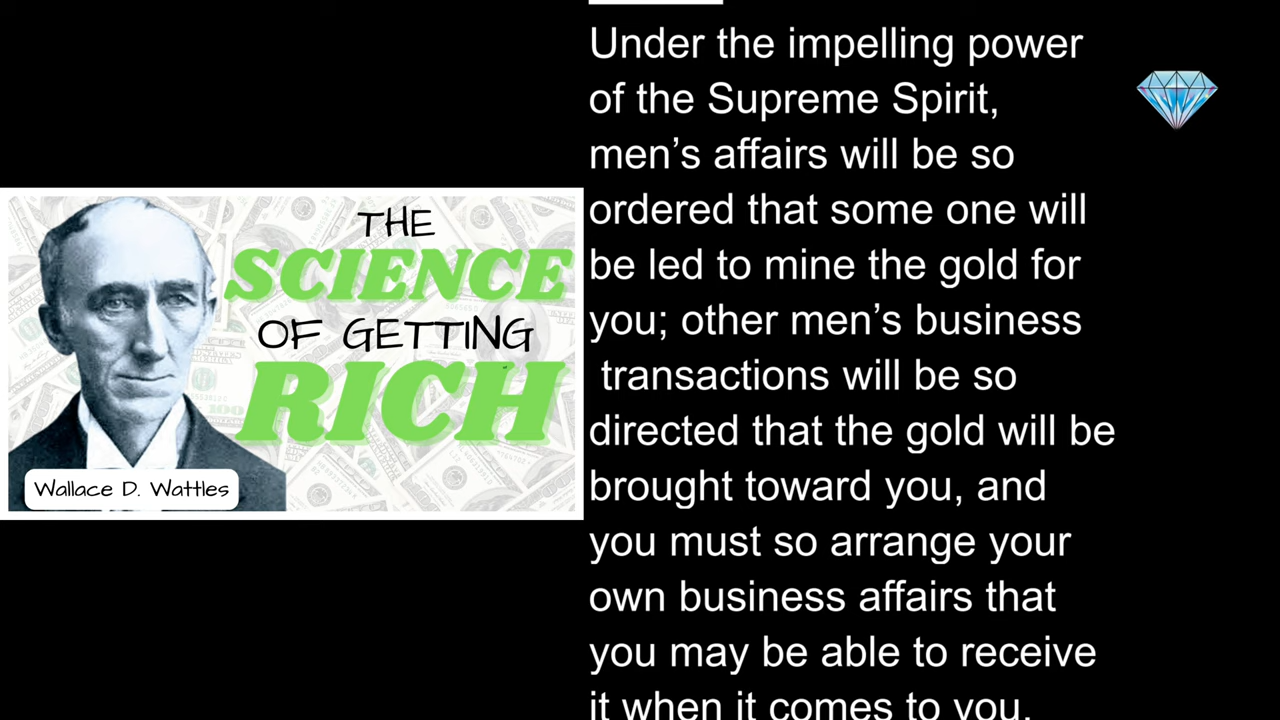 THE
SCIENCE
OF GETTING
RICH
Wallace D. Wattles
Under the impelling power
of the Supreme Spirit,
men’s affairs will be so
ordered that some one will
be led to mine the gold for
you; other men’s business
transactions will be so
directed that the gold will be
brought toward you, and
you must so arrange your
own business affairs that
you may be able to receive
it when it comes to you.